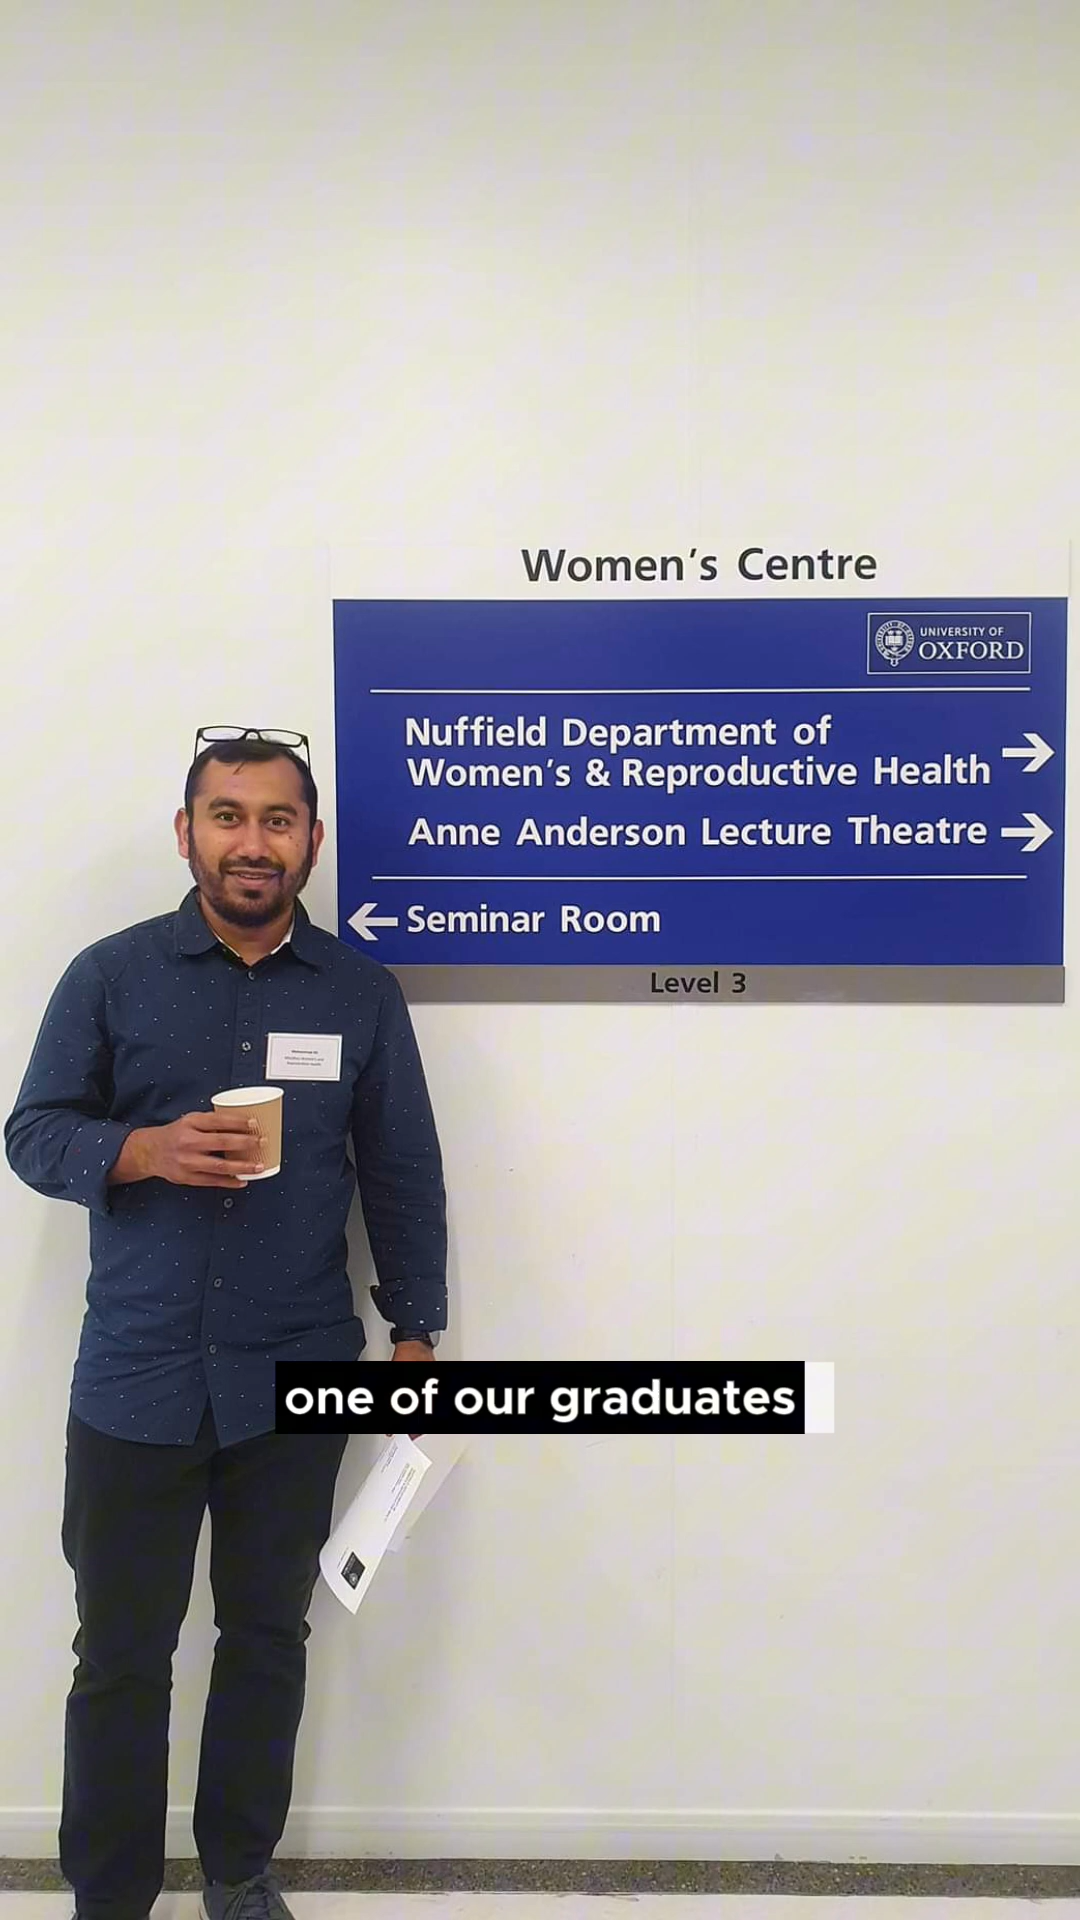 Women's Centre
UNIVERSITY OF
OXFORD
Nuffield Department of
Women's & Reproductive Health
Anne Anderson Lecture Theatre
Seminar Room
Level 3
one of our graduates